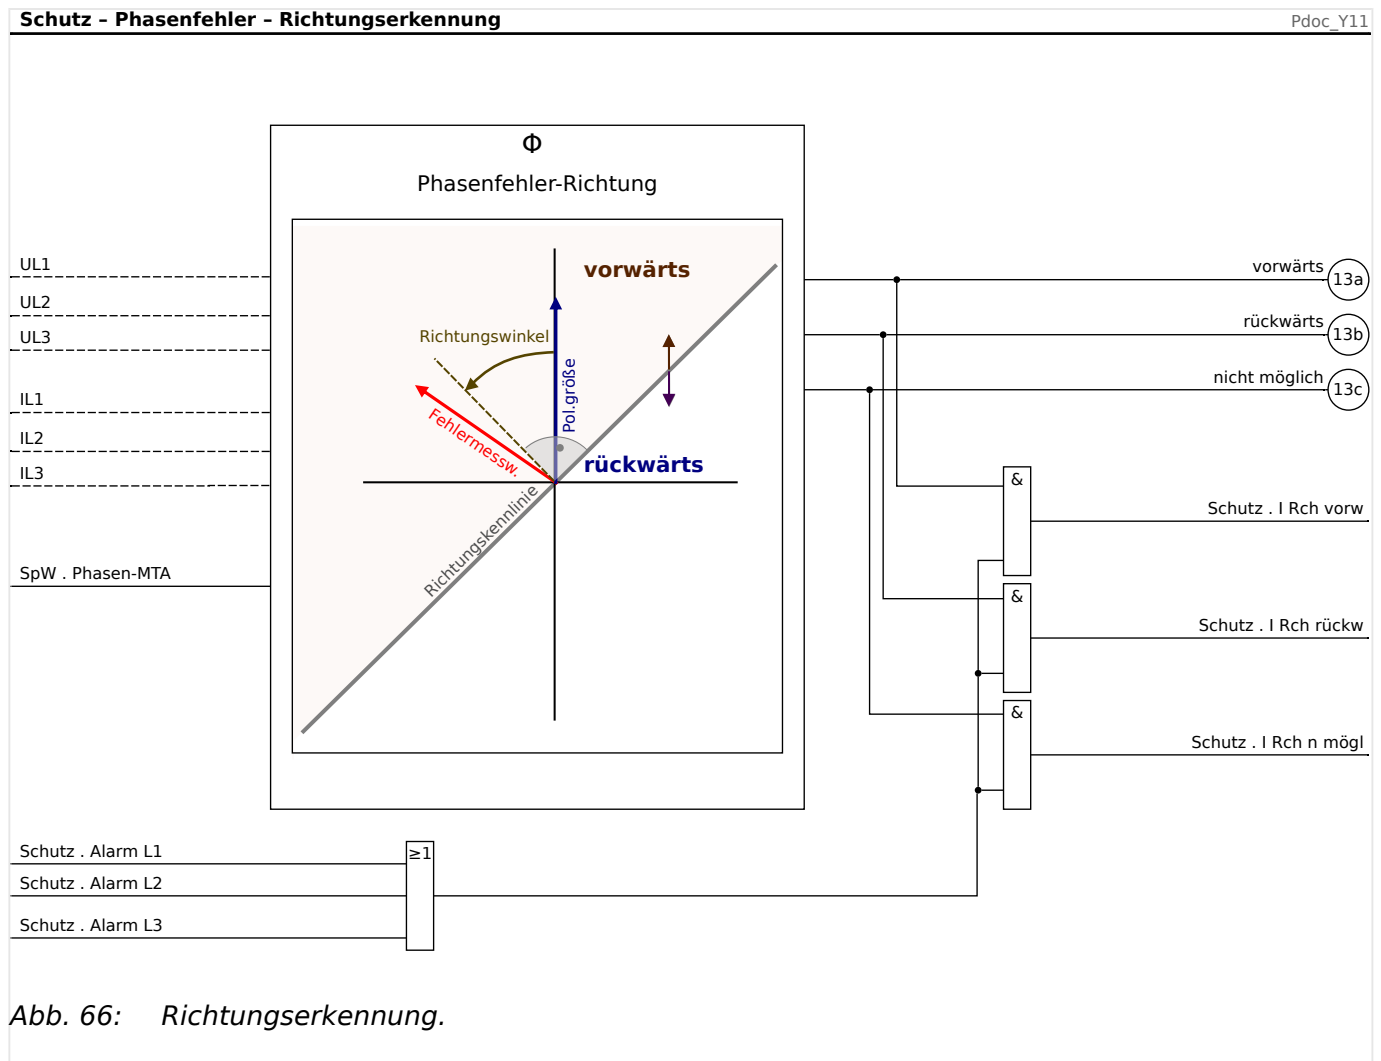 Schutz – Phasenfehler – Richtungserkennung
Pdoc_Y11
Φ
Phasenfehler-Richtung
UL1
UL2
UL3
IL1
IL2
IL3
SpW . Phasen-MTA
vorwärts
Richtungswinkel
Pol.größe
Fehlermessw.
rückwärts
Richtungskennlinie
vorwärts
13a
rückwärts
13b
nicht möglich
13c
&
Schutz . I Rch vorw
&
Schutz . I Rch rückw
&
Schutz . I Rch n mögl
Schutz . Alarm L1
≥1
Schutz . Alarm L2
Schutz . Alarm L3
Abb. 66: Richtungserkennung.